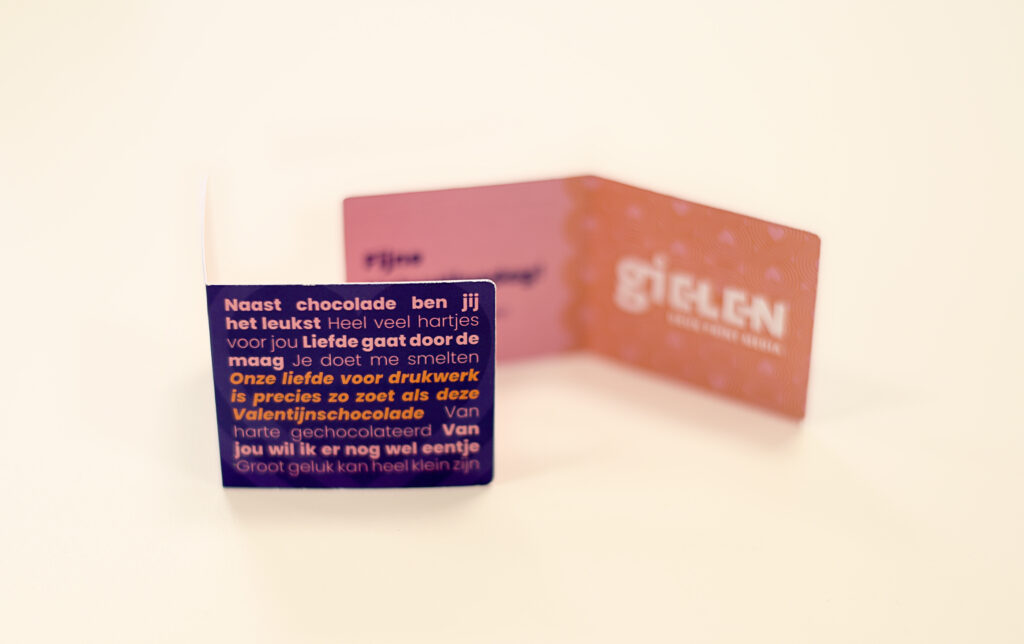 Naast chocolade ben jij
het leukst Heel veel hartjes
voor jou Liefde gaat door de
maag Je doet me smelten
Onze liefde voor drukwerk
is precies zo zoet als deze
Valentijnschocolade Van
harte gechocolateerd Van
jou wil ik er nog wel eentje
Groot geluk kan heel klein zijn
Fijne
giELEN